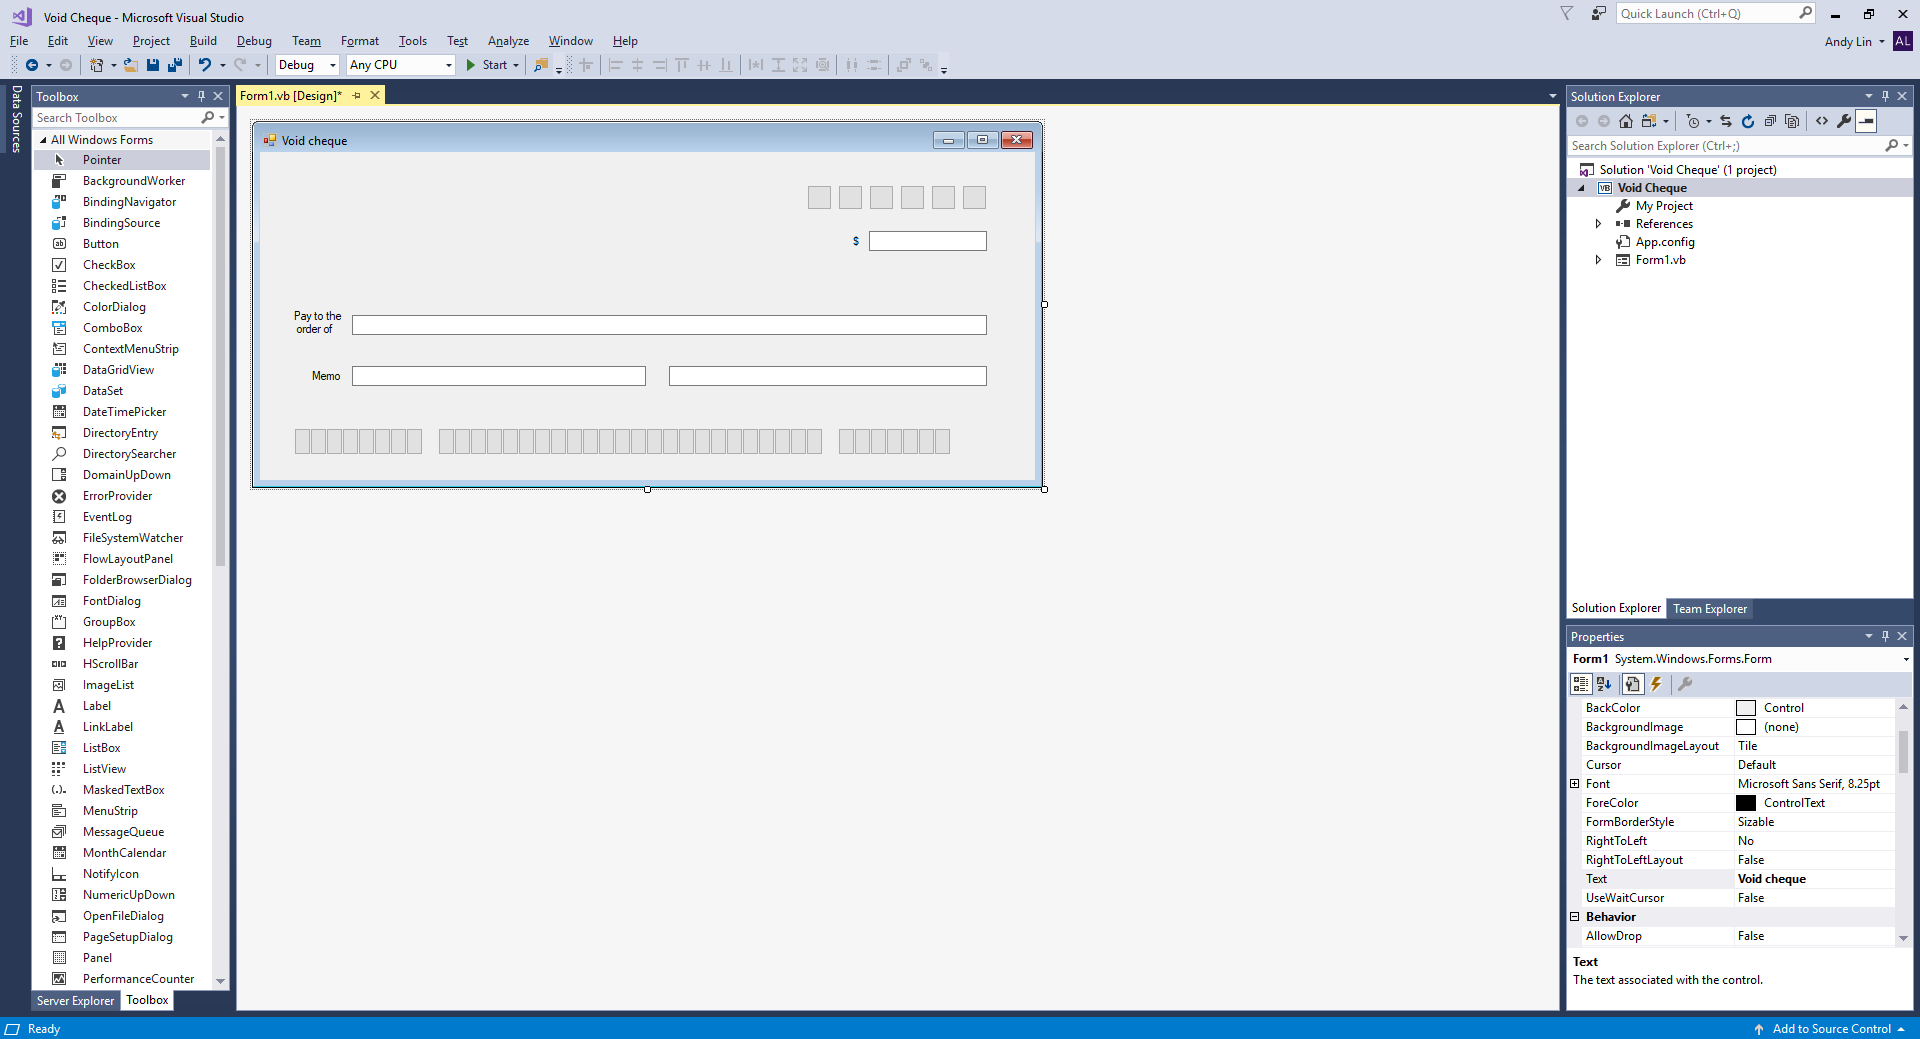 Void Cheque - Microsoft Visual Studio
Quick Launch (Ctrl+Q)
File Edit View Project Build Debug Team Format Tools Test Analyze Window Help
Andy Lin AL
Debug Any CPU Start
Data Sources
Toolbox
Search Toolbox
All Windows Forms
Pointer
BackgroundWorker
BindingNavigator
BindingSource
Button
CheckBox
CheckedListBox
ColorDialog
ComboBox
ContextMenuStrip
DataGridView
DataSet
DateTimePicker
DirectoryEntry
DirectorySearcher
DomainUpDown
ErrorProvider
EventLog
FileSystemWatcher
FlowLayoutPanel
FolderBrowserDialog
FontDialog
GroupBox
HelpProvider
HScrollBar
ImageList
Label
LinkLabel
ListBox
ListView
MaskedTextBox
MenuStrip
MessageQueue
MonthCalendar
NotifyIcon
NumericUpDown
OpenFileDialog
PageSetupDialog
Panel
PerformanceCounter
Server Explorer Toolbox
Form1.vb [Design]*
Void cheque
$
Pay to the
order of
Memo
Solution Explorer
Search Solution Explorer (Ctrl+;)
Solution 'Void Cheque' (1 project)
VB Void Cheque
My Project
References
App.config
Form1.vb
Solution Explorer Team Explorer
Properties
Form1 System.Windows.Forms.Form
BackColor Control
BackgroundImage (none)
BackgroundImageLayout Tile
Cursor Default
Font Microsoft Sans Serif, 8.25pt
ForeColor ControlText
FormBorderStyle Sizable
RightToLeft No
RightToLeftLayout False
Text Void cheque
UseWaitCursor False
Behavior
AllowDrop False
Text
The text associated with the control.
Ready
Add to Source Control